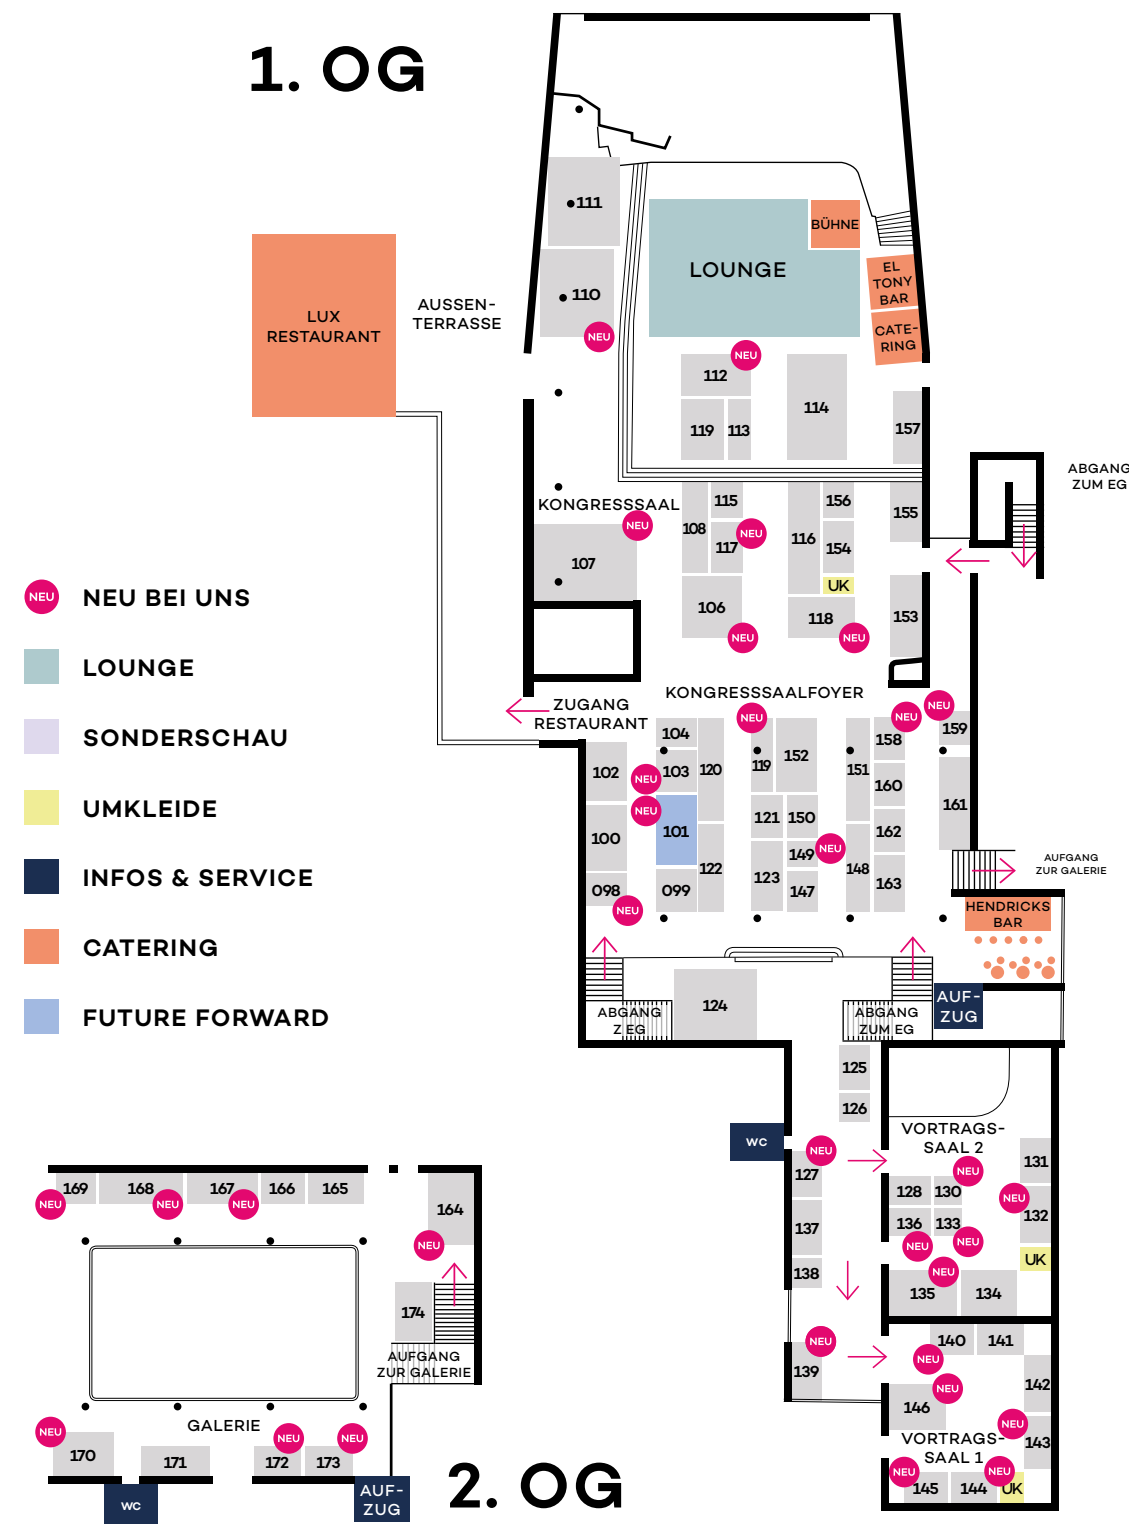 1. OG
111
BÜHNE
LOUNGE
EL
TONY
BAR
110
AUSSEN-
TERRASSE
LUX
RESTAURANT
CATE-
RING
NEU
NEU
112
114
119
113
157
ABGANG
ZUM EG
KONGRESSSAAL
115
156
155
NEU
108
117
NEU
116
154
107
UK
NEU BEI UNS
NEU
106
118
153
NEU
NEU
LOUNGE
KONGRESSSAALFOYER
ZUGANG
RESTAURANT
NEU
NEU
NEU
SONDERSCHAU
104
158
159
102
NEU
103
120
119
152
151
160
UMKLEIDE
NEU
101
121
150
161
100
162
NEU
149
AUFGANG
ZUR GALERIE
122
123
148
INFOS & SERVICE
098
099
147
163
NEU
HENDRICKS
BAR
CATERING
124
AUF-
ZUG
ABGANG
Z EG
ABGANG
ZUM EG
FUTURE FORWARD
125
126
WC
VORTRAGS-
SAAL 2
NEU
127
131
NEU
128
130
NEU
132
136
133
137
NEU
NEU
UK
138
NEU
135
134
NEU
139
140
141
NEU
142
NEU
146
NEU
143
VORTRAGS-
SAAL 1
NEU
NEU
145
144
UK
169
168
167
166
165
NEU
NEU
NEU
164
NEU
174
AUFGANG
ZUR GALERIE
GALERIE
NEU
NEU
NEU
170
171
172
173
2. OG
WC
AUF-
ZUG